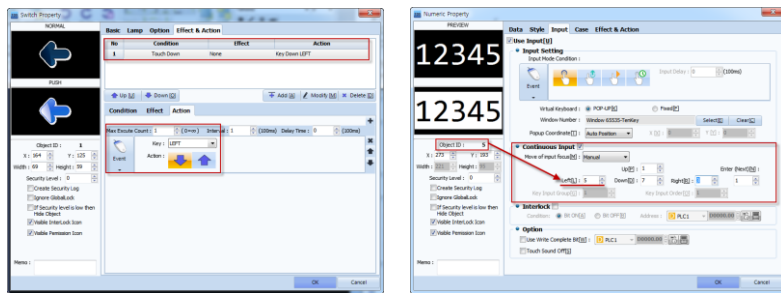 Switch Property
NORMAL
PUSH
Object ID : 1
X : 164 Y : 125
Width : 69 Height : 59
Security Level : 0
Create Security Log
Ignore GlobalLock
If Security level is low then
Hide Object
Visible InterLock Icon
Visible Permission Icon
Memo :
Basic Lamp Option Effect & Action
No Condition Effect Action
1 Touch Down None Key Down LEFT
Up [U] Down [D] Add [A] Modify [M] Delete [D]
Condition Effect Action
Max Excute Count : 1 (0=∞) Interval : 1 (100ms) Delay Time : 0 (100ms)
Event
Key : LEFT
Action :
OK Cancel
Numeric Property
PREVIEW
12345
12345
Object ID : 5
X : 273 Y : 193
Security Level : 0
Create Security Log
Ignore GlobalLock
If Security level is low then
Hide Object
Visible InterLock Icon
Visible Permission Icon
Memo :
Data Style Input Case Effect & Action
Use Input[U]
Input Setting
Input Mode Condition :
Event
Input Delay : 0 (100ms)
Virtual Keyboard : POP-UP[K] Fixed[F]
Window Number : Window 65535-TenKey Select[E] Clear[C]
Popup Coordinate[T] : Auto Position
Continuous Input
Move of input focus[M] : Manual
Up[P] : 1 Enter (Next)[N] :
Left[L] : 5 Down[O] : 7 Right[R] : 1
Key Input Group[I] : Key Input Order[I] :
Interlock
Condition: Bit ON[A] Bit OFF[B] Address : PLC1 D00000.00
Option
Use Write Complete Bit[W] : PLC1 D00000.00
Touch Sound Off[S]
OK Cancel